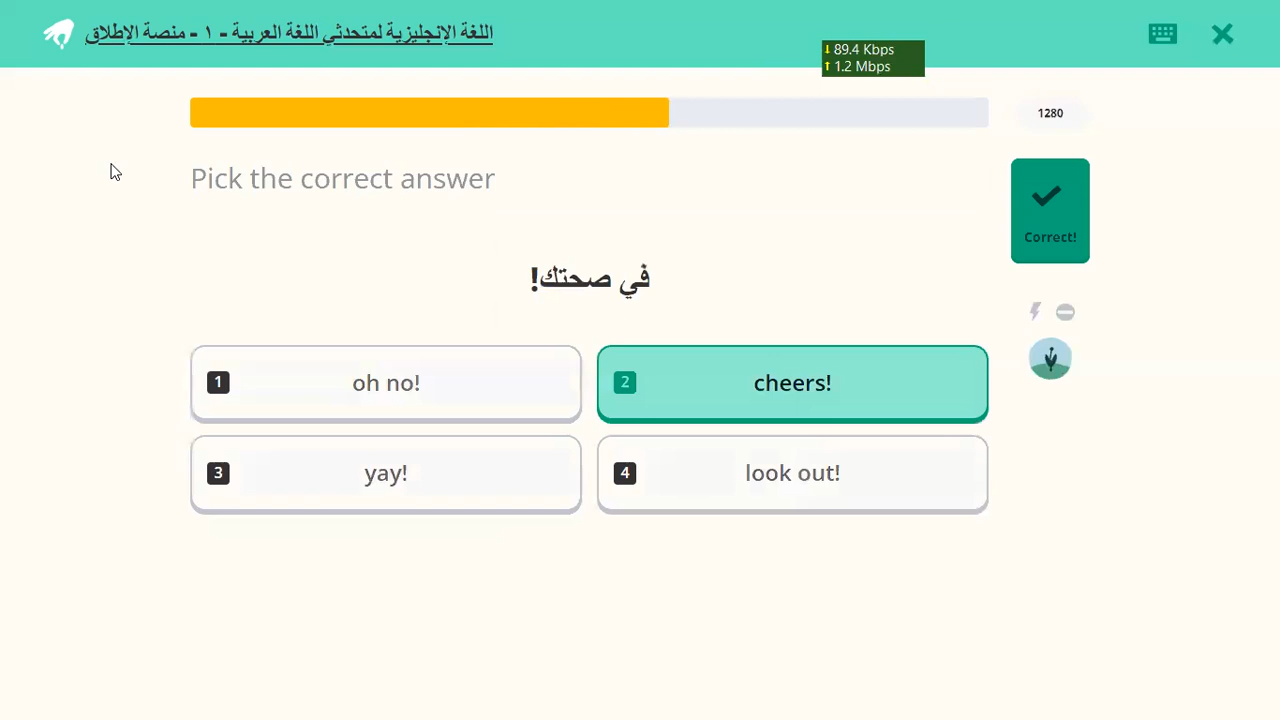 اللغة الإنجليزية لمتحدثي اللغة العربية - ١ - منصة الإطلاق
↓ 89.4 Kbps
↑ 1.2 Mbps
1280
Pick the correct answer
Correct!
في صحتك!
1 oh no!
2 cheers!
3 yay!
4 look out!